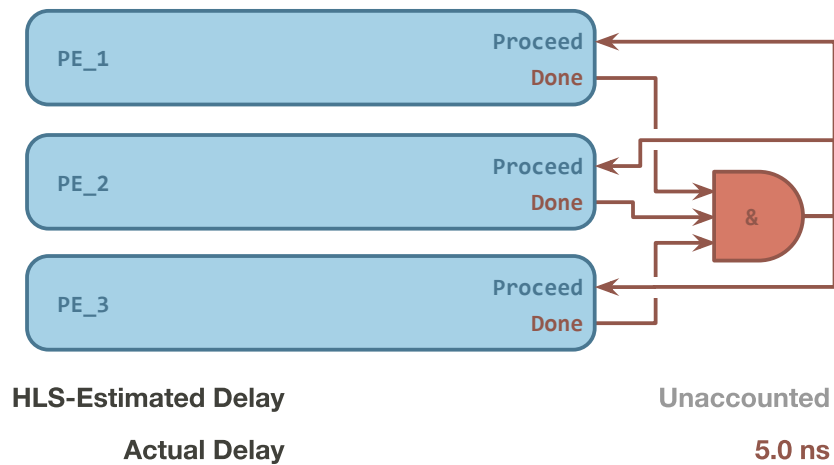 PE_1
Proceed
Done
PE_2
Proceed
Done
&
PE_3
Proceed
Done
HLS-Estimated Delay Unaccounted
Actual Delay 5.0 ns